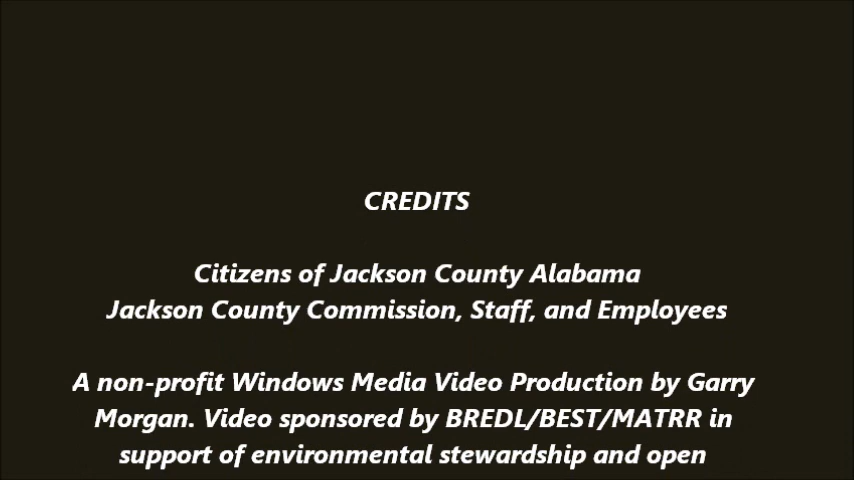 CREDITS
Citizens of Jackson County Alabama
Jackson County Commission, Staff, and Employees
A non-profit Windows Media Video Production by Garry
Morgan. Video sponsored by BREDL/BEST/MATRR in
support of environmental stewardship and open